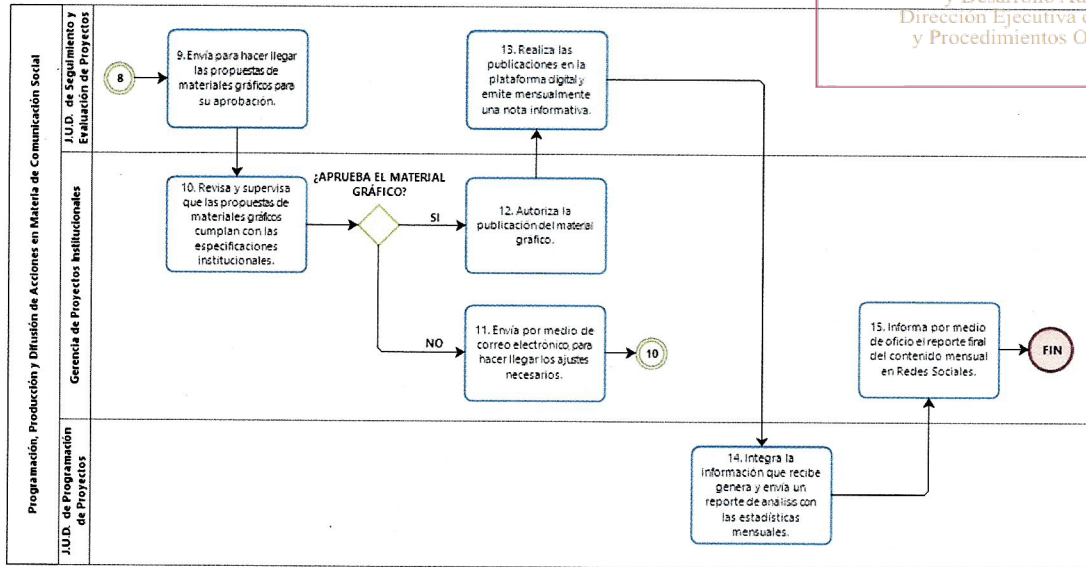 y Desarrollo
Dirección Ejecutiva
y Procedimientos
Programación, Producción y Difusión de Acciones en Materia de Comunicación Social
J.U.D. de Seguimiento y
Evaluación de Proyectos
8
9. Envía para hacer llegar
las propuestas de
materiales gráficos para
su aprobación.
13. Realiza las
publicaciones en la
plataforma digital y
emite mensualmente
una nota informativa.
Gerencia de Proyectos Institucionales
10. Revisa y supervisa
que las propuestas de
materiales gráficos
cumplan con las
especificaciones
institucionales.
¿APRUEBA EL MATERIAL
GRÁFICO?
SI
12. Autoriza la
publicación del material
gráfico.
NO
11. Envía por medio de
correo electrónico, para
hacer llegar los ajustes
necesarios.
10
15. Informa por medio
de oficio el reporte final
del contenido mensual
en Redes Sociales.
FIN
J.U.D. de Programación
de Proyectos
14. Integra la
información que recibe
genera y envía un
reporte de análisis con
las estadísticas
mensuales.